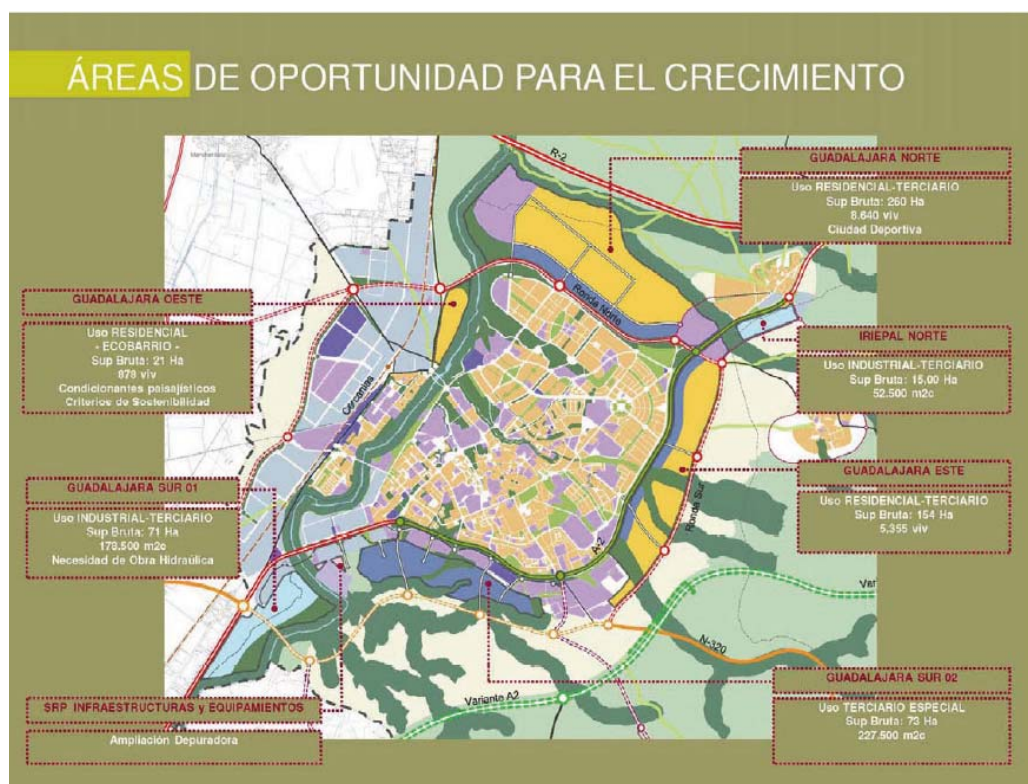 ÁREAS DE OPORTUNIDAD PARA EL CRECIMIENTO
GUADALAJARA NORTE
Uso RESIDENCIAL-TERCIARIO
Sup Bruta: 260 Ha
8.640 viv
Ciudad Deportiva
GUADALAJARA OESTE
Uso RESIDENCIAL
- ECOBARRIO -
Sup Bruta: 21 Ha
878 viv
Condicionantes paisajísticos
Criterios de Sostenibilidad
IRIEPAL NORTE
Uso INDUSTRIAL-TERCIARIO
Sup Bruta: 15,00 Ha
52.500 m2c
GUADALAJARA ESTE
Uso RESIDENCIAL-TERCIARIO
Sup Bruta: 154 Ha
5.355 viv
GUADALAJARA SUR 01
Uso INDUSTRIAL-TERCIARIO
Sup Bruta: 71 Ha
178.500 m2c
Necesidad de Obra Hidraúlica
GUADALAJARA SUR 02
Uso TERCIARIO ESPECIAL
Sup Bruta: 73 Ha
227.500 m2c
SRP INFRAESTRUCTURAS y EQUIPAMIENTOS
Ampliación Depuradora
R-2
Ronda Norte
Cercanías
Ronda Sur
A-2
N-320
Variante A2
Var